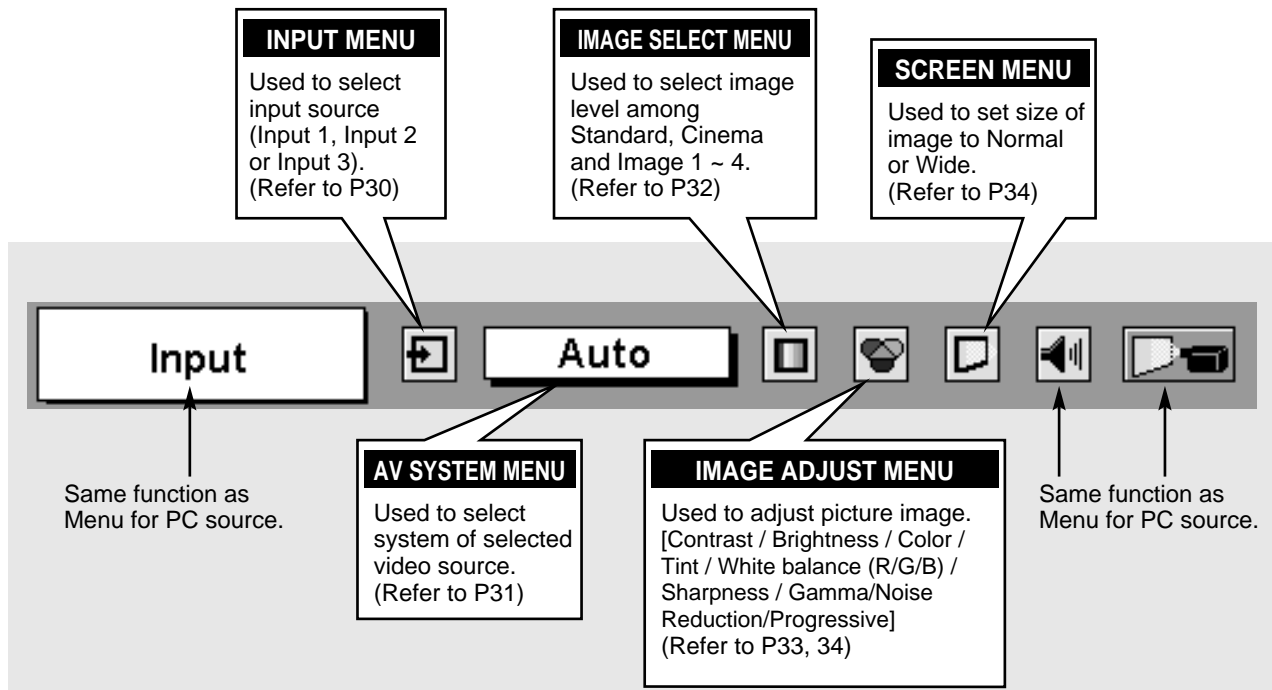 INPUT MENU
Used to select
input source
(Input 1, Input 2
or Input 3).
(Refer to P30)
IMAGE SELECT MENU
Used to select image
level among
Standard, Cinema
and Image 1 ~ 4.
(Refer to P32)
SCREEN MENU
Used to set size of
image to Normal
or Wide.
(Refer to P34)
Input
Auto
Same function as
Menu for PC source.
AV SYSTEM MENU
Used to select
system of selected
video source.
(Refer to P31)
IMAGE ADJUST MENU
Used to adjust picture image.
[Contrast / Brightness / Color /
Tint / White balance (R/G/B) /
Sharpness / Gamma/Noise
Reduction/Progressive]
(Refer to P33, 34)
Same function as
Menu for PC source.